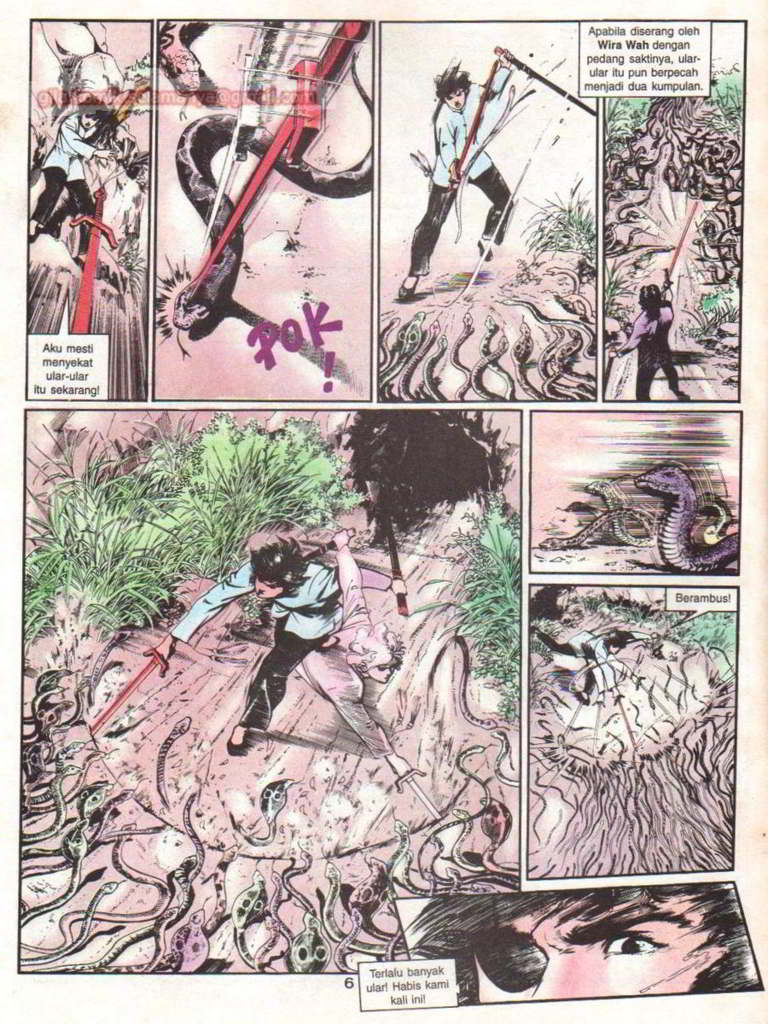 Apabila diserang oleh
Wira Wah dengan
pedang saktinya, ular-
ular itu pun berpecah
menjadi dua kumpulan.
Aku mesti
menyekat
ular-ular
itu sekarang!
POK
!
Berambus!
6
Terlalu banyak
ular! Habis kami
kali ini!